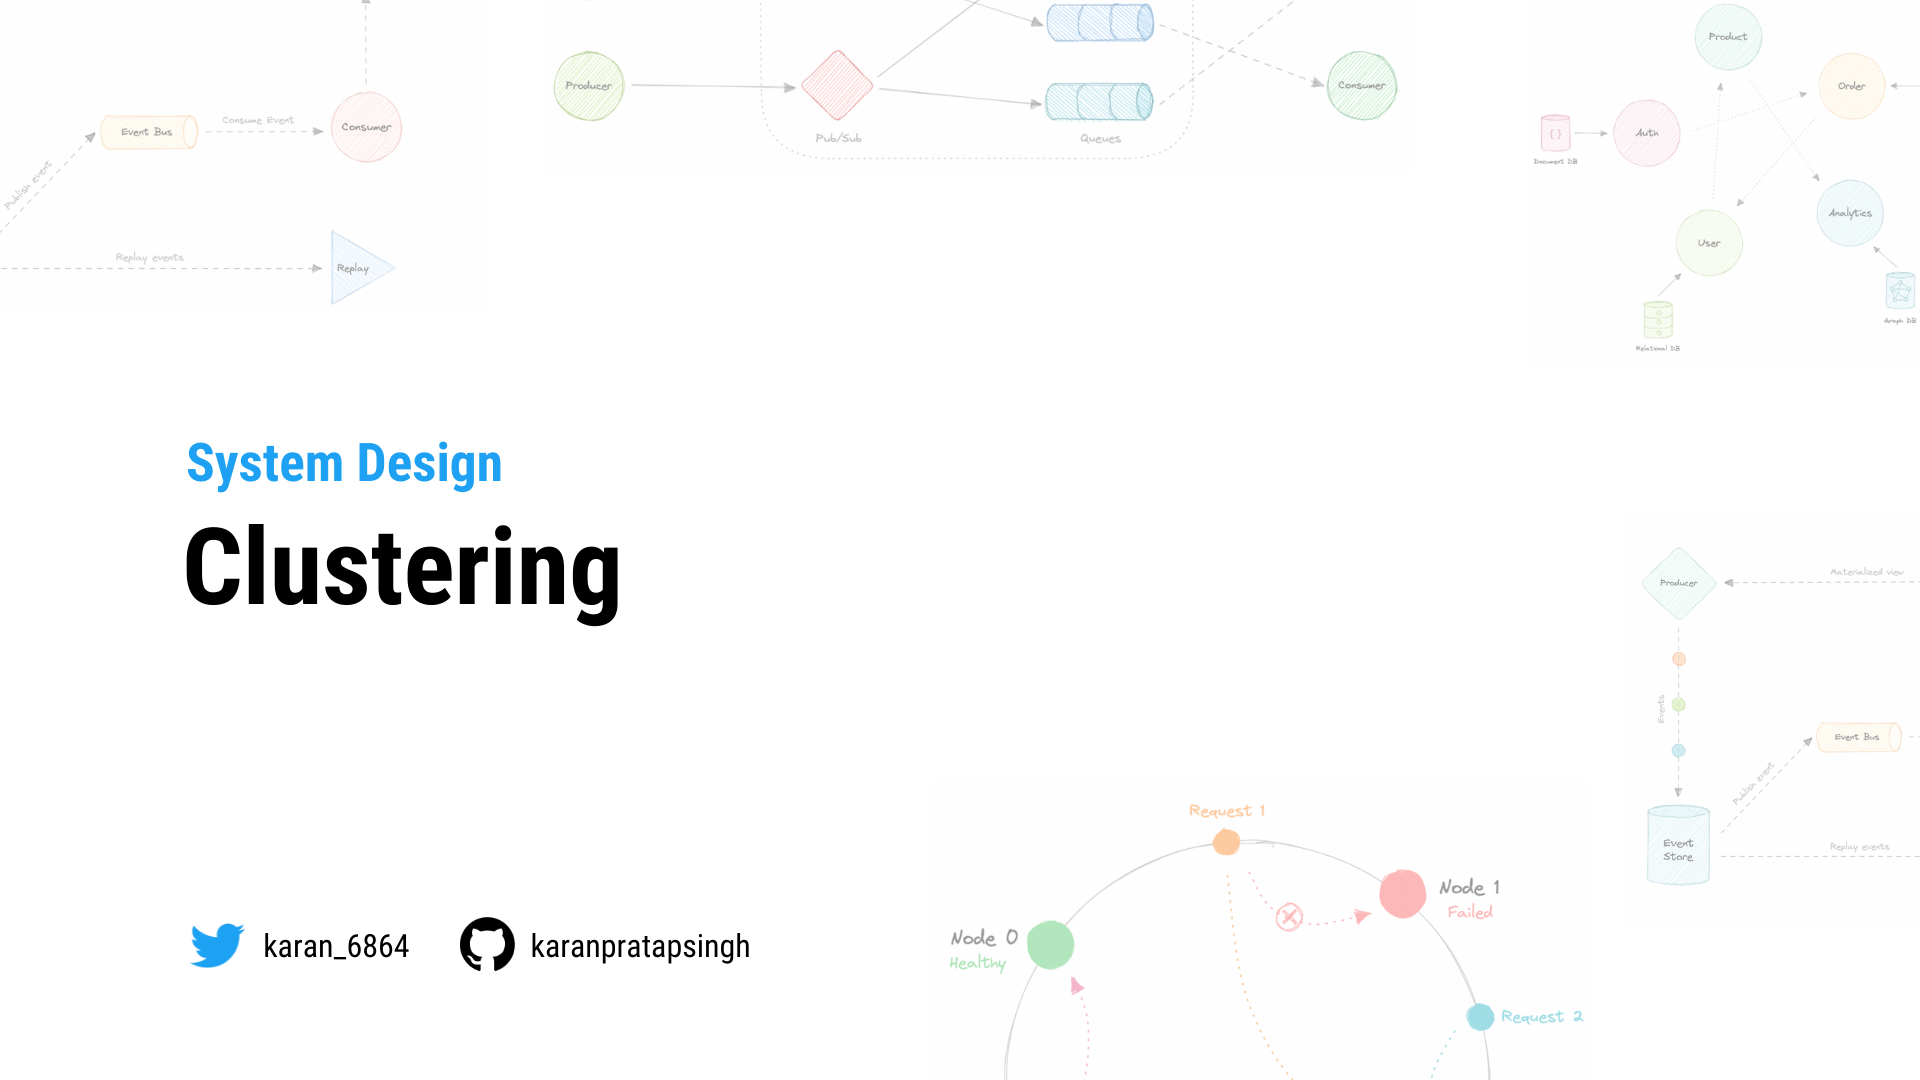 Producer
Pub/Sub
Queues
Consumer
Publish event
Event Bus
Consume Event
Consumer
Replay events
Replay
Product
Order
Document DB
Auth
Analytics
User
Graph DB
Relational DB
System Design
Clustering
Producer
Materialized view
Events
Publish event
Event Bus
Event
Store
Replay events
Request 1
Node 1
Failed
Node 0
Healthy
Request 2
karan_6864
karanpratapsingh